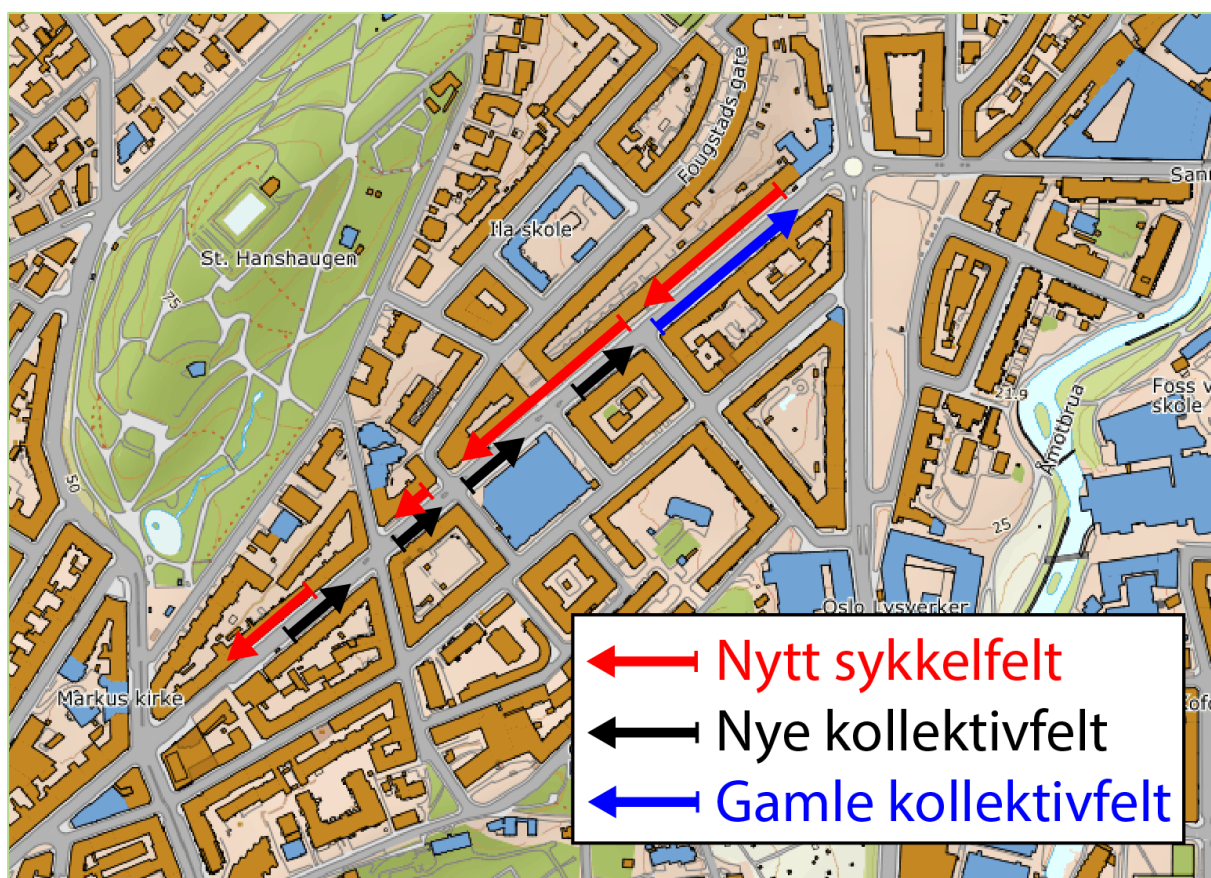 Fougstads gate
Sann
Ila skole
St. Hanshaugen
75
21.9
Foss v
skole
Åmotbrua
50
25
Oslo Lysverker
Markus kirke
Kofo
Nytt sykkelfelt
Nye kollektivfelt
Gamle kollektivfelt